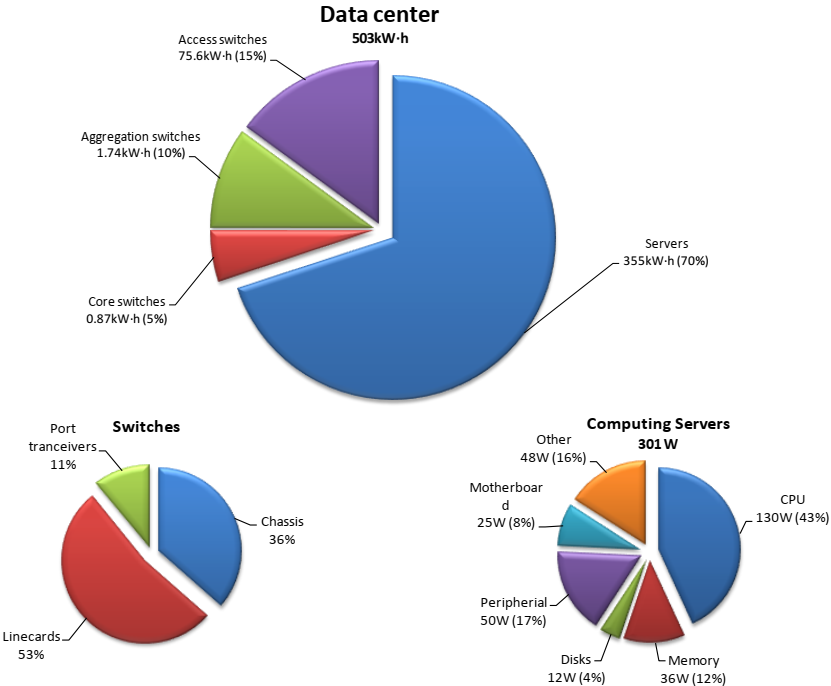 Data center
503kW·h
Access switches
75.6kW·h (15%)
Aggregation switches
1.74kW·h (10%)
Servers
355kW·h (70%)
Core switches
0.87kW·h (5%)
Switches
Port
tranceivers
11%
Chassis
36%
Linecards
53%
Computing Servers
301W
Other
48W (16%)
Motherboar
d
25W (8%)
CPU
130W (43%)
Peripherial
50W (17%)
Disks
12W (4%)
Memory
36W (12%)